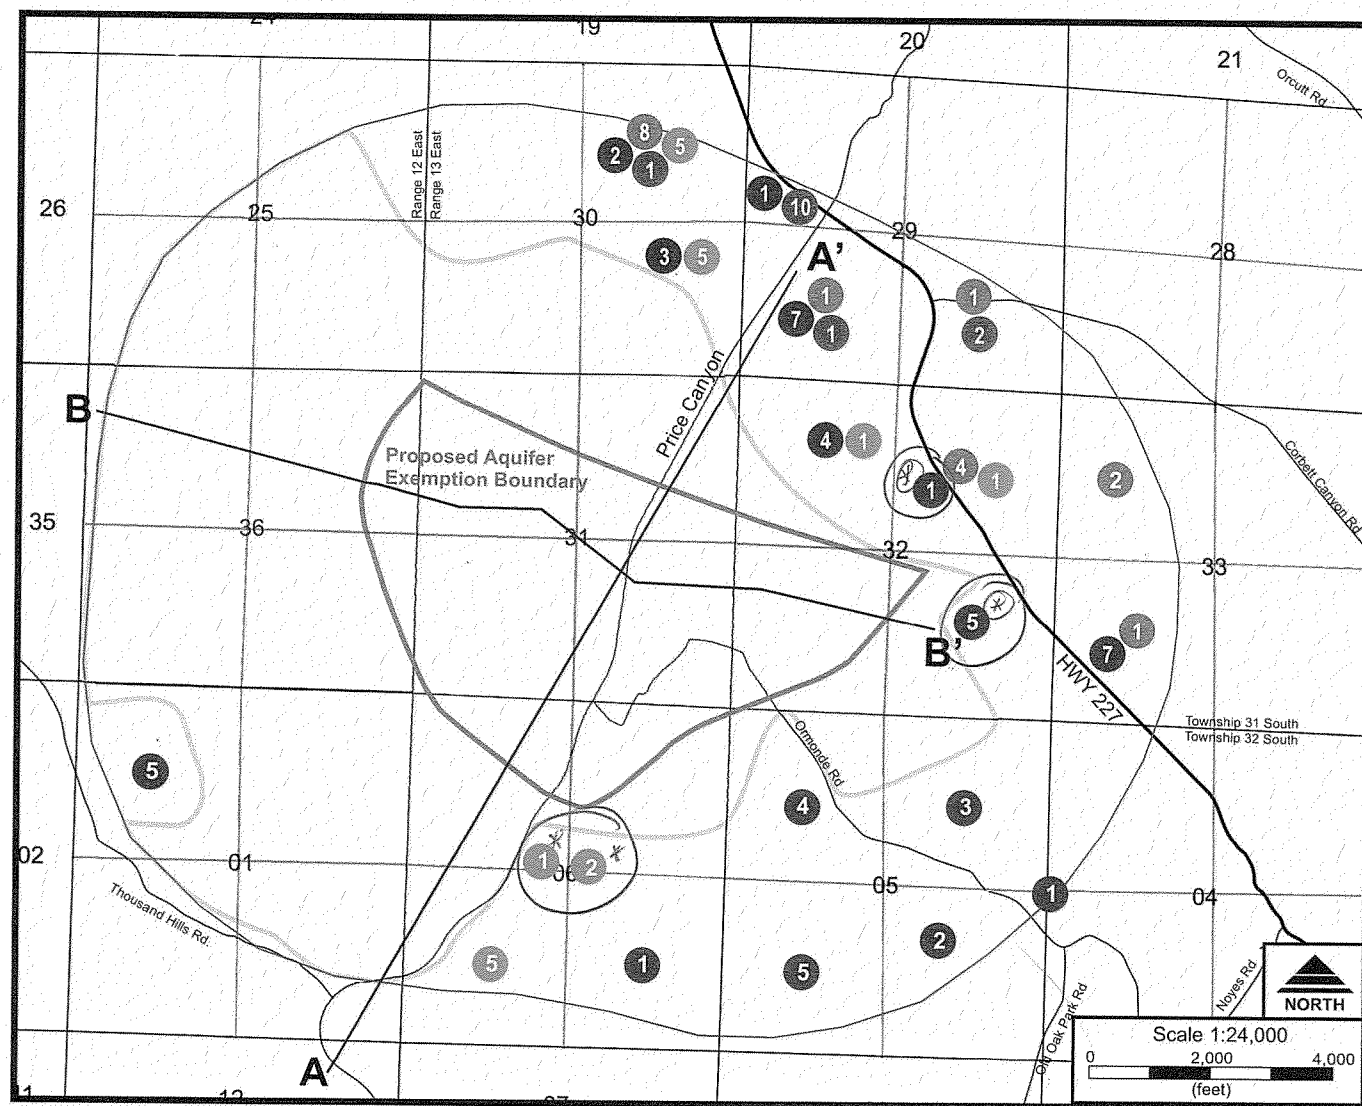 19
20
21
Orcutt Rd
Range 12 East
Range 13 East
8
5
2
1
1
10
26
25
30
29
28
3
5
A'
1
7
1
1
2
Price Canyon
B
Proposed Aquifer
Exemption Boundary
4
1
4
1
1
2
Corbett Canyon Rd
35
36
31
32
33
5
B'
1
7
HWY 227
Township 31 South
Township 32 South
5
Ormonde Rd
4
3
02
01
1
2
06
05
1
04
Thousand Hills Rd.
2
5
1
5
Noyes Rd
NORTH
Old Oak Park Rd
Scale 1:24,000
0 2,000 4,000
(feet)
A